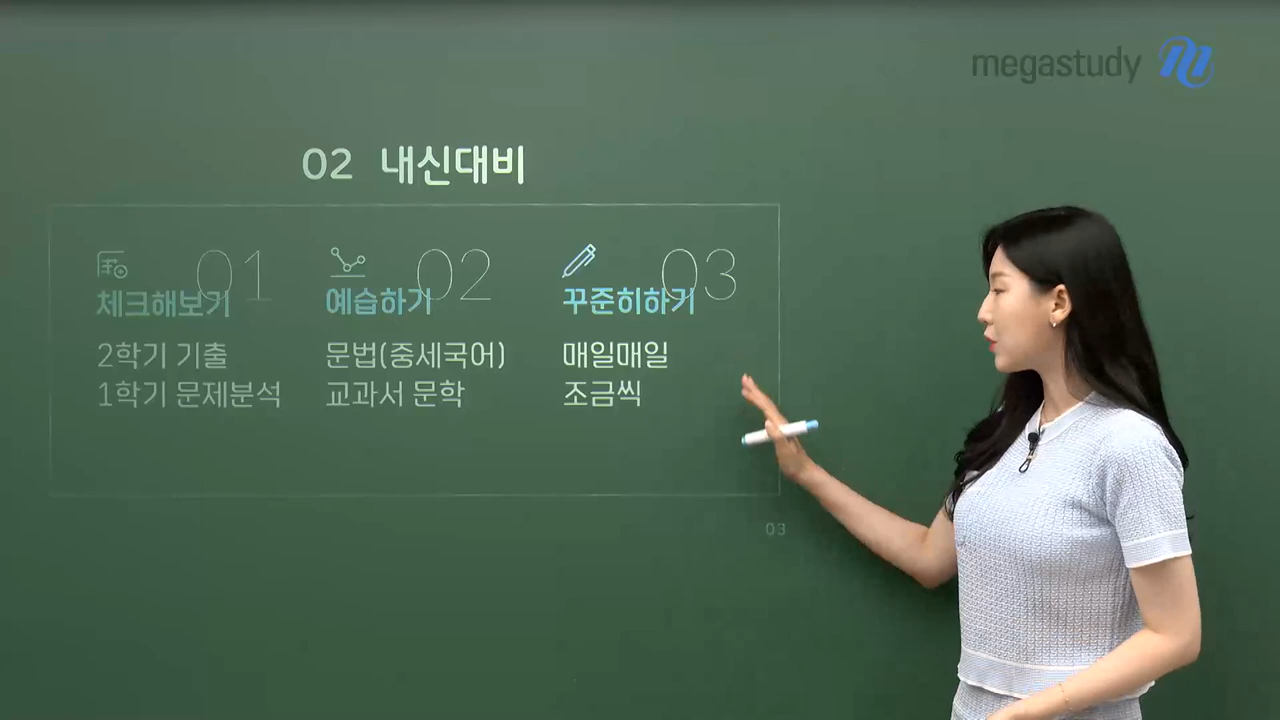 megastudy
02 내신대비
01
체크해보기
2학기 기출
1학기 문제분석
02
예습하기
문법(중세국어)
교과서 문학
03
꾸준히하기
매일매일
조금씩
03